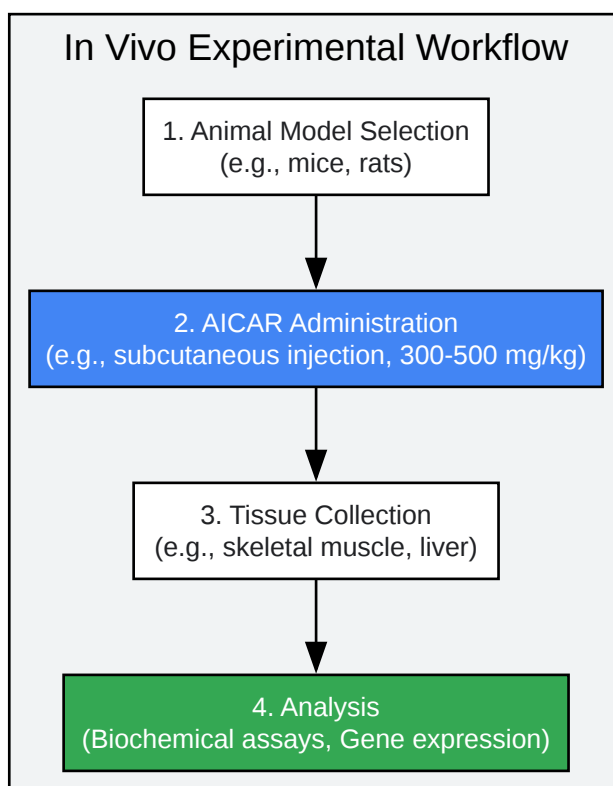 In Vivo Experimental Workflow
1. Animal Model Selection
(e.g., mice, rats)
2. AICAR Administration
(e.g., subcutaneous injection, 300-500 mg/kg)
3. Tissue Collection
(e.g., skeletal muscle, liver)
4. Analysis
(Biochemical assays, Gene expression)